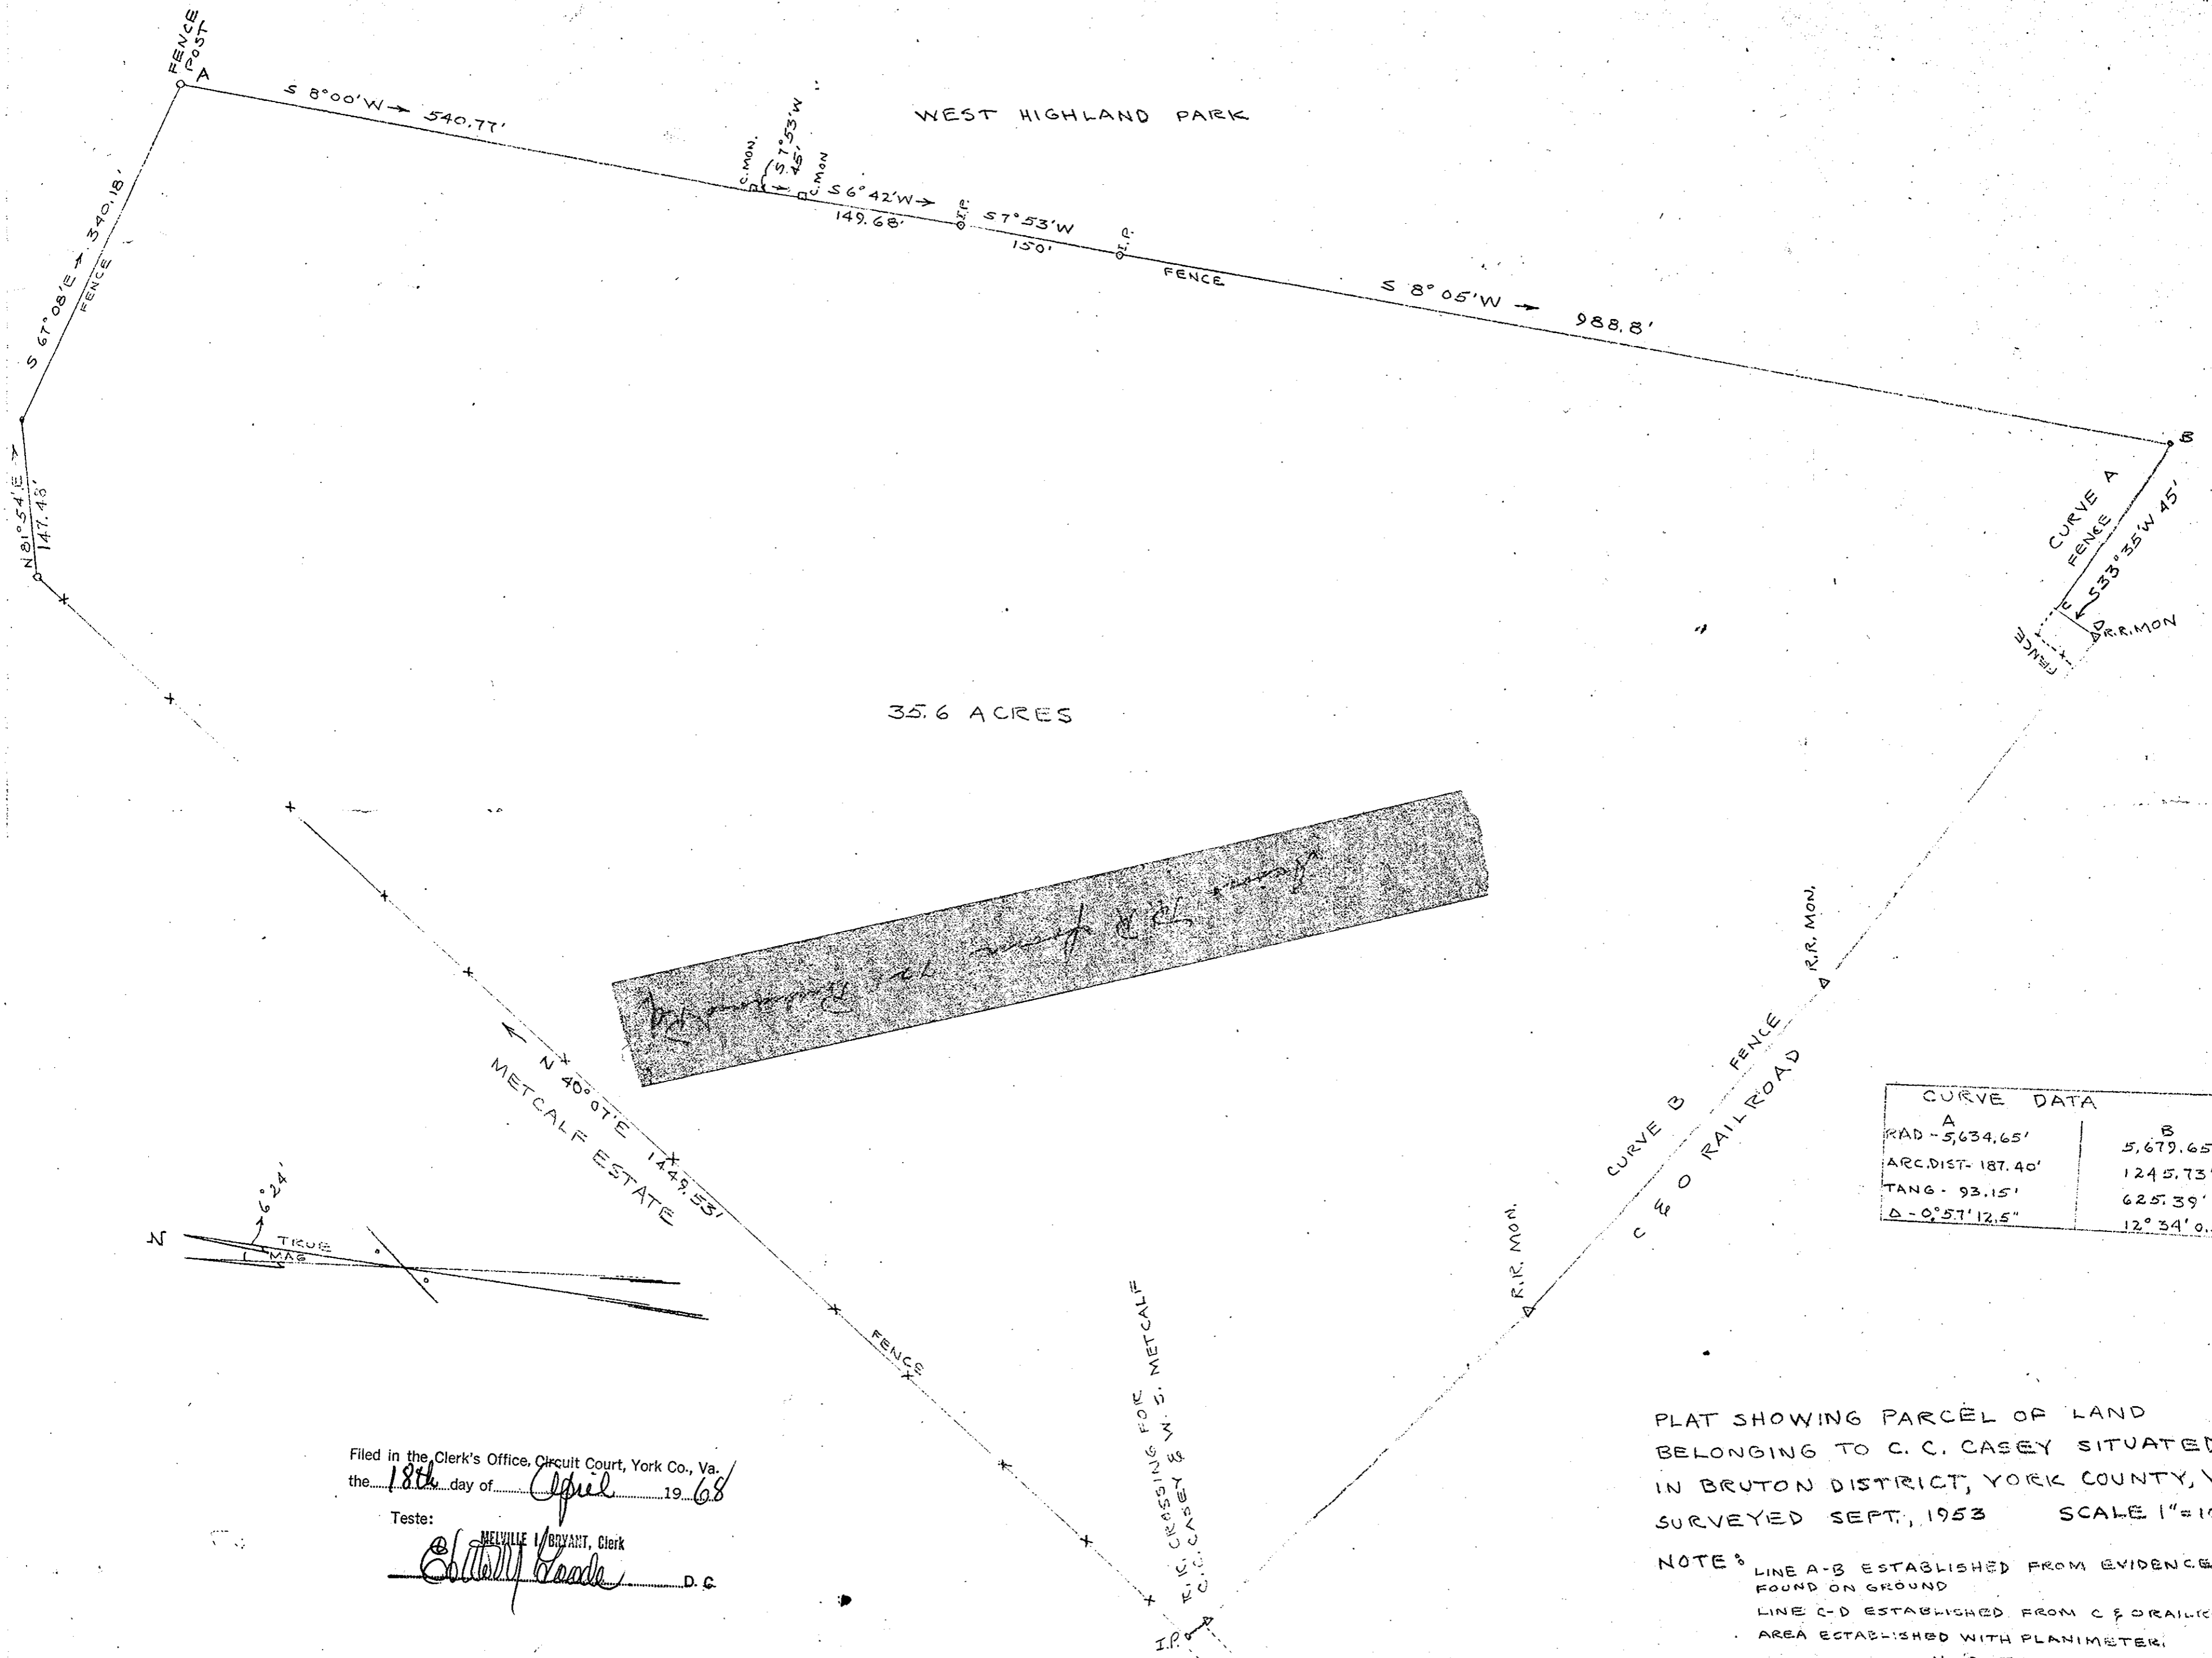 FENCE
POST
A
S 8°00'W → 540.77'
WEST HIGHLAND PARK
C. MON.
S 7°53'W
45'
C. MON
S 6°42'W →
149.68'
I.P.
S 7°53'W
150'
I.P.
FENCE
S 8°05'W → 988.8'
B
S 67°08'E → 340.18'
FENCE
N 81°54'E →
147.48'
CURVE A
FENCE
S33°35'W 45'
C
D
R.R. MON
FENCE
35.6 ACRES
R.R. MON.
N 40°07'E 1449.53'
METCALF ESTATE
FENCE
CURVE B FENCE
C & O RAILROAD
R.R. MON.
CURVE DATA
A
RAD - 5,634.65'
ARC. DIST - 187.40'
TANG - 93.15'
Δ - 0°57'12.5"
B
5,679.65
1245.73'
625.39'
12°34'0.
N
6°24'
TRUE
MAG
R.R. CROSSING FOR
C.C. CASEY & W. S. METCALF
I.P.
Filed in the Clerk's Office, Circuit Court, York Co., Va.
the 18th day of April 1968
Teste:
MELVILLE I. BRYANT, Clerk
D. C
PLAT SHOWING PARCEL OF LAND
BELONGING TO C. C. CASEY SITUATED
IN BRUTON DISTRICT, YORK COUNTY, V
SURVEYED SEPT., 1953 SCALE 1"=1
NOTE: LINE A-B ESTABLISHED FROM EVIDENCE
FOUND ON GROUND
LINE C-D ESTABLISHED FROM C & O RAILR
AREA ESTABLISHED WITH PLANIMETER.